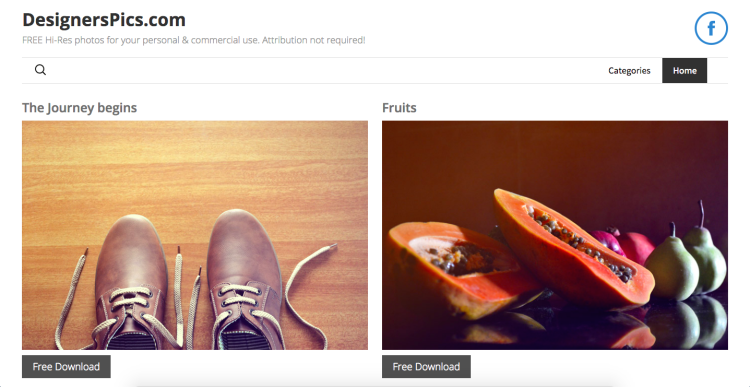 DesignersPics.com
FREE Hi-Res photos for your personal & commercial use. Attribution not required!
f
Categories
Home
The Journey begins
Fruits
Free Download
Free Download